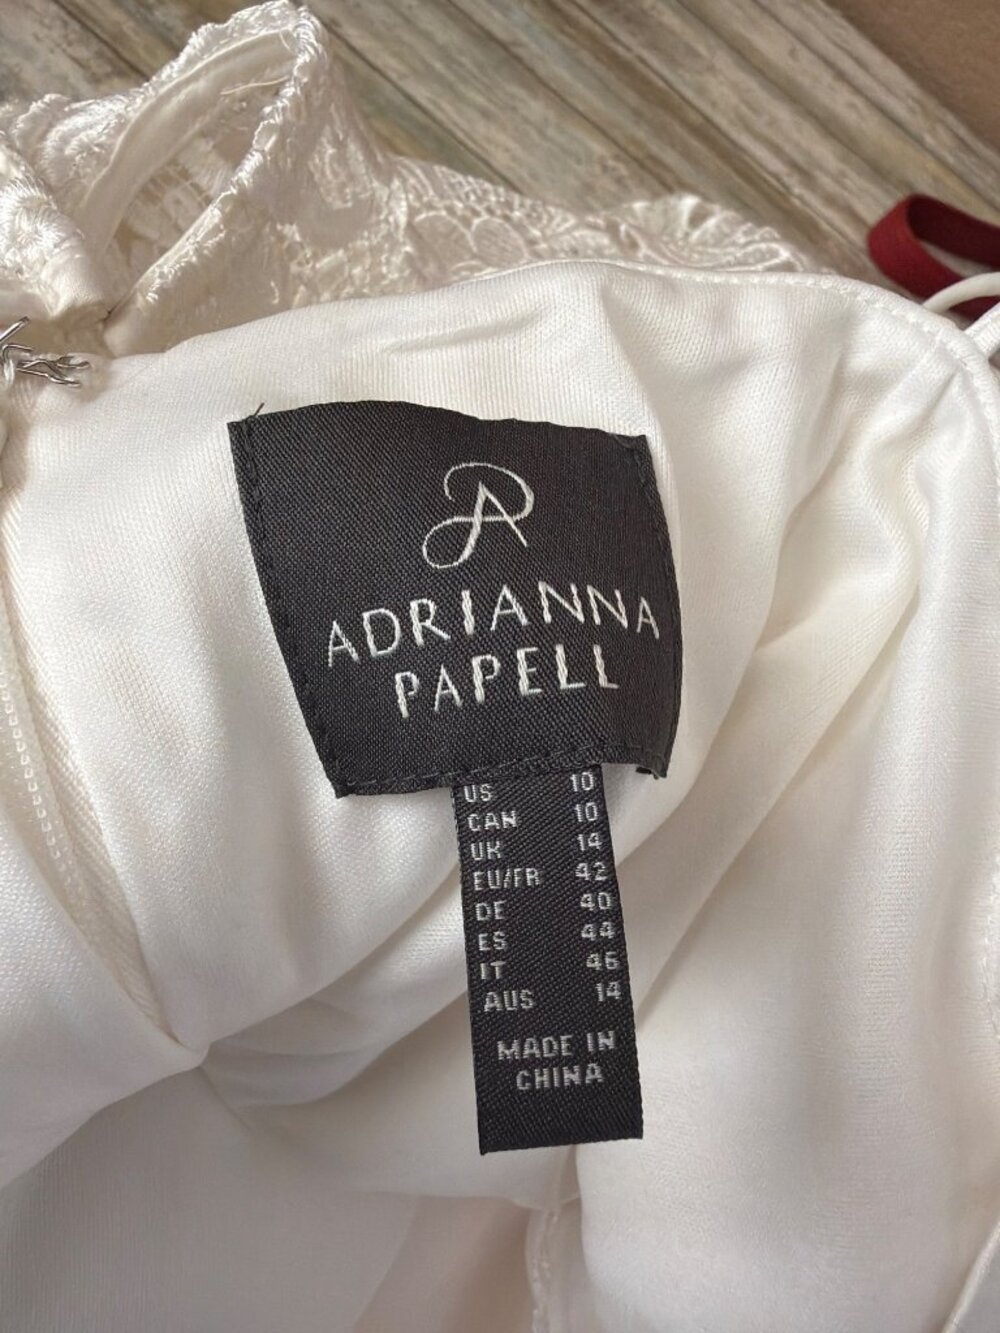 ADRIANNA
PAPELL
US 10
CAN 10
UK 14
EU/FR 42
DE 40
ES 44
IT 46
AUS 14
MADE IN
CHINA